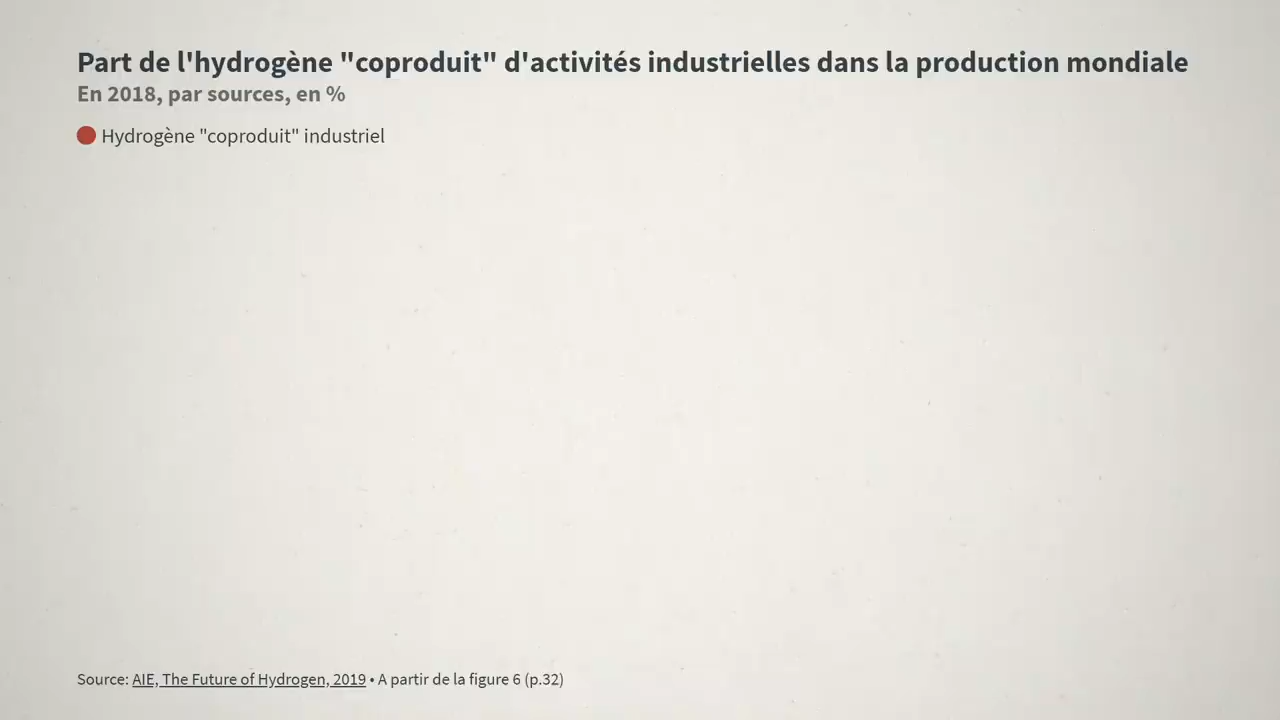 Part de l'hydrogène "coproduit" d'activités industrielles dans la production mondiale
En 2018, par sources, en %
Hydrogène "coproduit" industriel
Source: AIE, The Future of Hydrogen, 2019 • A partir de la figure 6 (p.32)